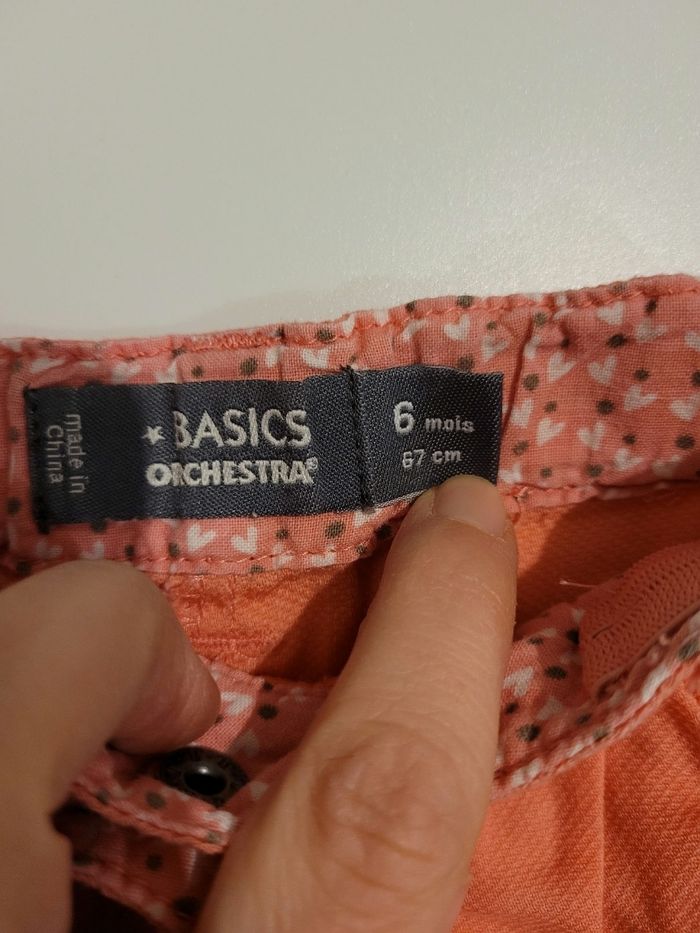 made in
China
BASICS
ORCHESTRA®
6 mois
67 cm